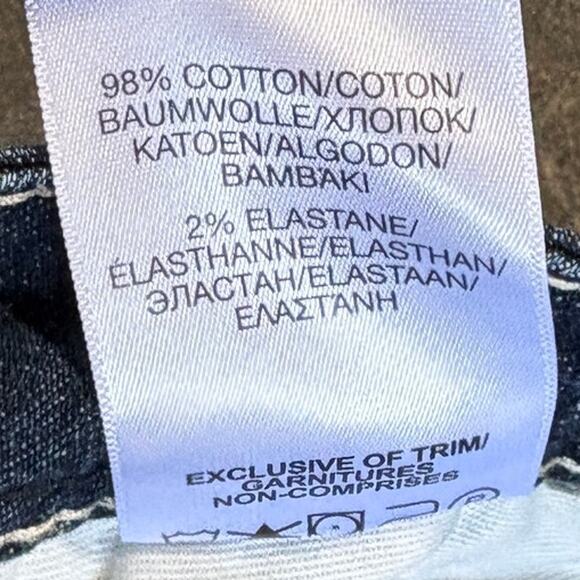 98% COTTON/COTON/
BAUMWOLLE/ХЛОПОК/
KATOEN/ALGODON/
BAMBAKI
2% ELASTANE/
ÉLASTHANNE/ELASTHAN/
ЭЛАСТАН/ELASTAAN/
ΕΛΑΣΤΑΝΗ
EXCLUSIVE OF TRIM/
GARNITURES
NON-COMPRISES